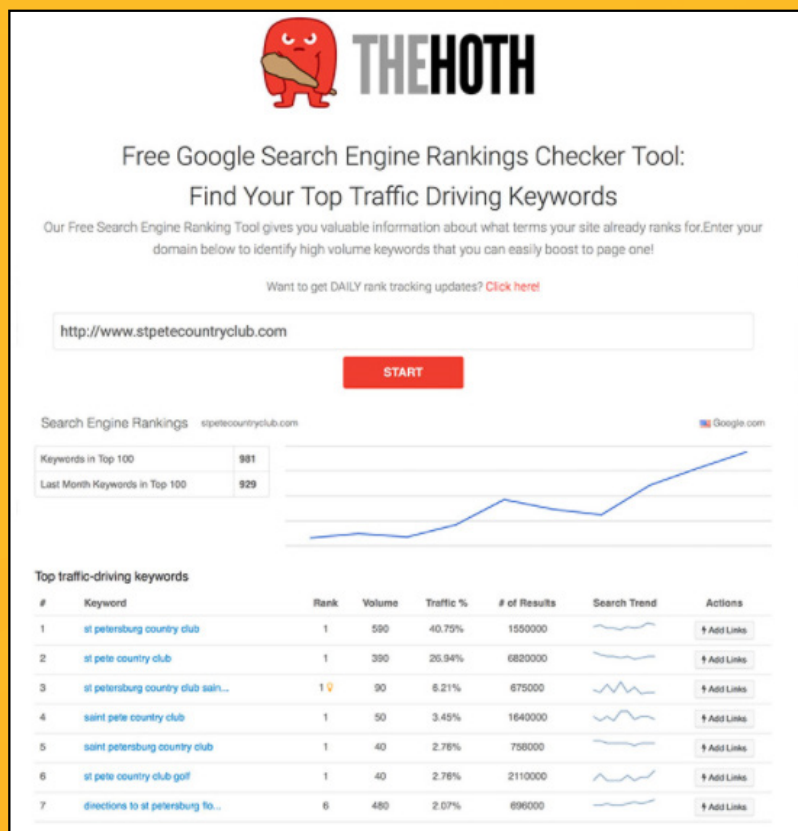 THEHOTH
Free Google Search Engine Rankings Checker Tool:
Find Your Top Traffic Driving Keywords
Our Free Search Engine Ranking Tool gives you valuable information about what terms your site already ranks for.Enter your
domain below to identify high volume keywords that you can easily boost to page one!
Want to get DAILY rank tracking updates? Click here!
http://www.stpetecountryclub.com
START
Search Engine Rankings stpetecountryclub.com Google.com
Keywords in Top 100 981
Last Month Keywords in Top 100 929
Top traffic-driving keywords
# Keyword Rank Volume Traffic % # of Results Search Trend Actions
1 st petersburg country club 1 590 40.75% 1550000 Add Links
2 st pete country club 1 390 26.94% 6820000 Add Links
3 st petersburg country club sain... 1 90 6.21% 675000 Add Links
4 saint pete country club 1 50 3.45% 1640000 Add Links
5 saint petersburg country club 1 40 2.76% 758000 Add Links
6 st pete country club golf 1 40 2.76% 2110000 Add Links
7 directions to st petersburg flo... 6 480 2.07% 696000 Add Links